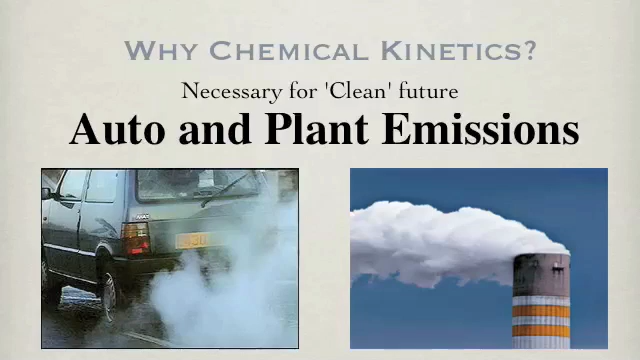 Why Chemical Kinetics?
Necessary for 'Clean' future
Auto and Plant Emissions